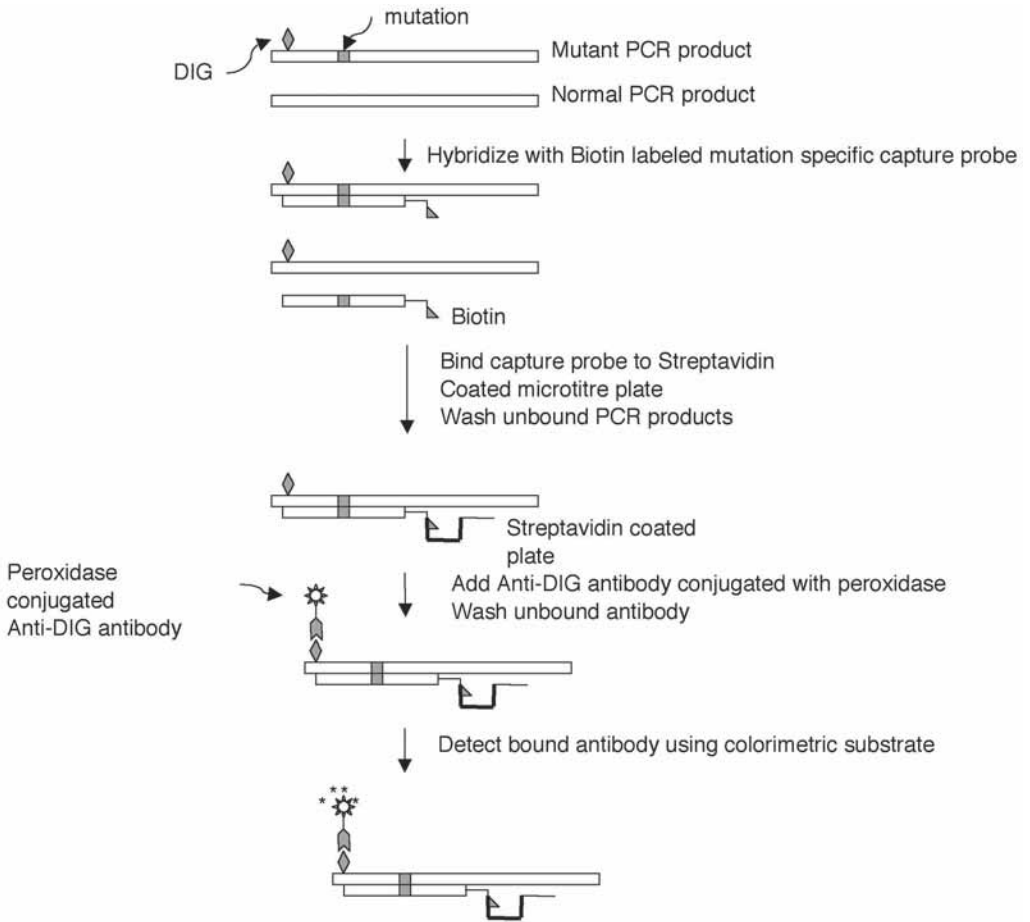 mutation
DIG
Mutant PCR product
Normal PCR product
Hybridize with Biotin labeled mutation specific capture probe
Biotin
Bind capture probe to Streptavidin
Coated microtitre plate
Wash unbound PCR products
Streptavidin coated
plate
Peroxidase
conjugated
Anti-DIG antibody
Add Anti-DIG antibody conjugated with peroxidase
Wash unbound antibody
Detect bound antibody using colorimetric substrate